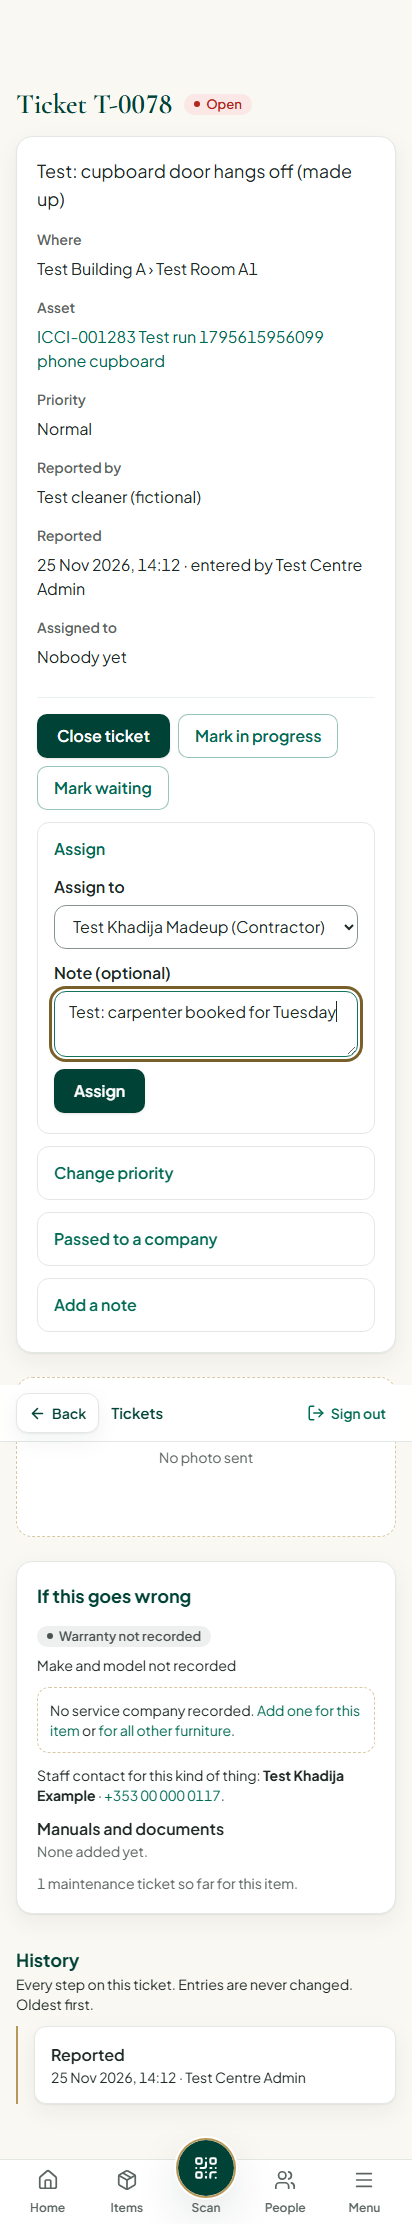 Ticket T-0078 Open
Test: cupboard door hangs off (made
up)
Where
Test Building A › Test Room A1
Asset
ICCI-001283 Test run 1795615956099
phone cupboard
Priority
Normal
Reported by
Test cleaner (fictional)
Reported
25 Nov 2026, 14:12 · entered by Test Centre
Admin
Assigned to
Nobody yet
Close ticket Mark in progress
Mark waiting
Assign
Assign to
Test Khadija Madeup (Contractor)
Note (optional)
Test: carpenter booked for Tuesday
Assign
Change priority
Passed to a company
Add a note
Back Tickets Sign out
No photo sent
If this goes wrong
Warranty not recorded
Make and model not recorded
No service company recorded. Add one for this
item or for all other furniture.
Staff contact for this kind of thing: Test Khadija
Example · +353 00 000 0117.
Manuals and documents
None added yet.
1 maintenance ticket so far for this item.
History
Every step on this ticket. Entries are never changed.
Oldest first.
Reported
25 Nov 2026, 14:12 · Test Centre Admin
Home Items Scan People Menu